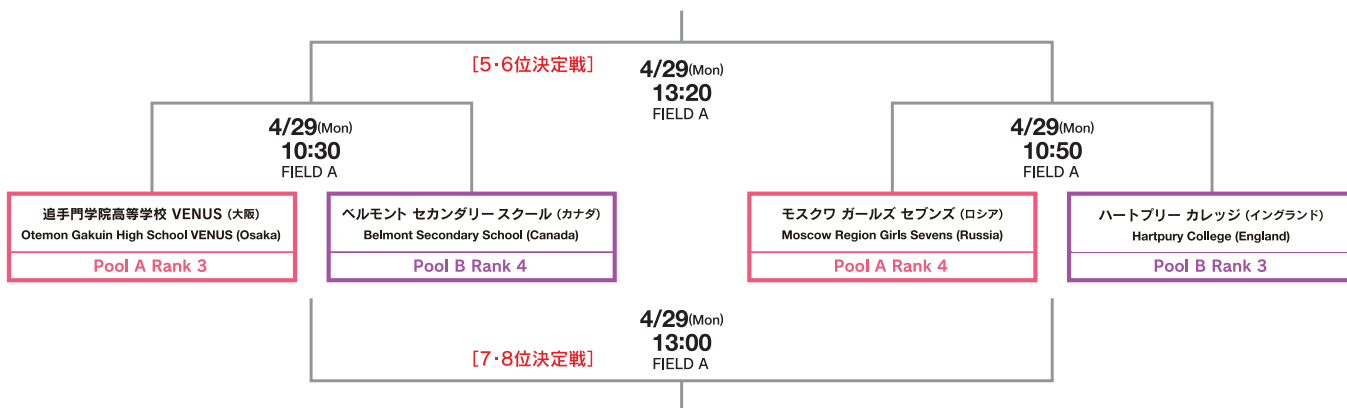 [5･6位決定戦]
4/29(Mon)
13:20
FIELD A
4/29(Mon)
10:30
FIELD A
4/29(Mon)
10:50
FIELD A
追手門学院高等学校 VENUS（大阪）
Otemon Gakuin High School VENUS (Osaka)
Pool A Rank 3
ベルモント セカンダリー スクール（カナダ）
Belmont Secondary School (Canada)
Pool B Rank 4
モスクワ ガールズ セブンズ（ロシア）
Moscow Region Girls Sevens (Russia)
Pool A Rank 4
ハートプリー カレッジ（イングランド）
Hartpury College (England)
Pool B Rank 3
[7･8位決定戦]
4/29(Mon)
13:00
FIELD A